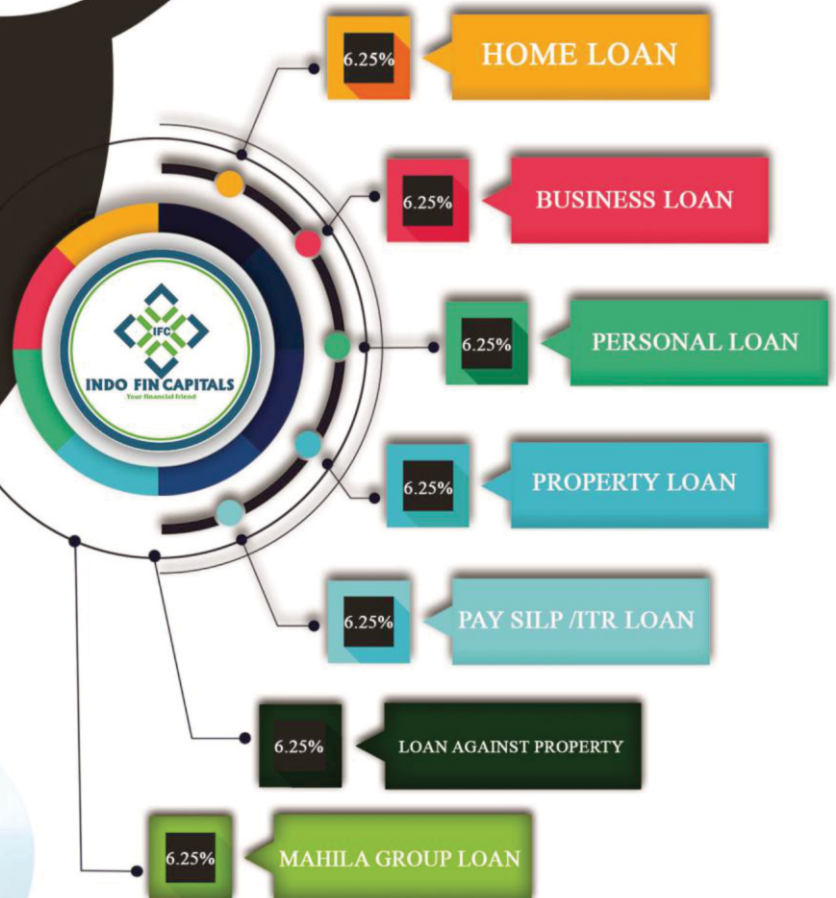 6.25%
HOME LOAN
6.25%
BUSINESS LOAN
6.25%
PERSONAL LOAN
IFC
INDO FIN CAPITALS
Your financial friend
6.25%
PROPERTY LOAN
6.25%
PAY SILP /ITR LOAN
6.25%
LOAN AGAINST PROPERTY
6.25%
MAHILA GROUP LOAN